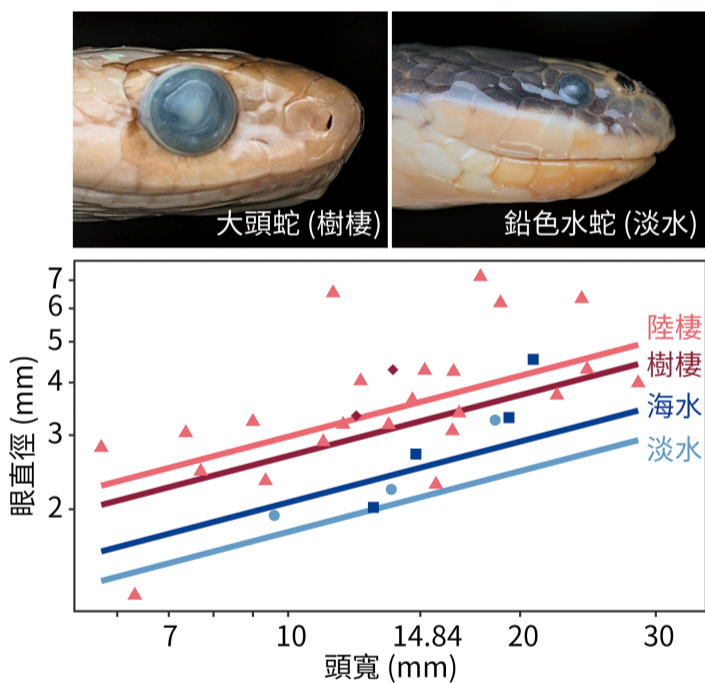 大頭蛇 (樹棲)
鉛色水蛇 (淡水)
眼直徑 (mm)
7
6
5
4
3
2
陸棲
樹棲
海水
淡水
7 10 14.84 20 30
頭寬 (mm)